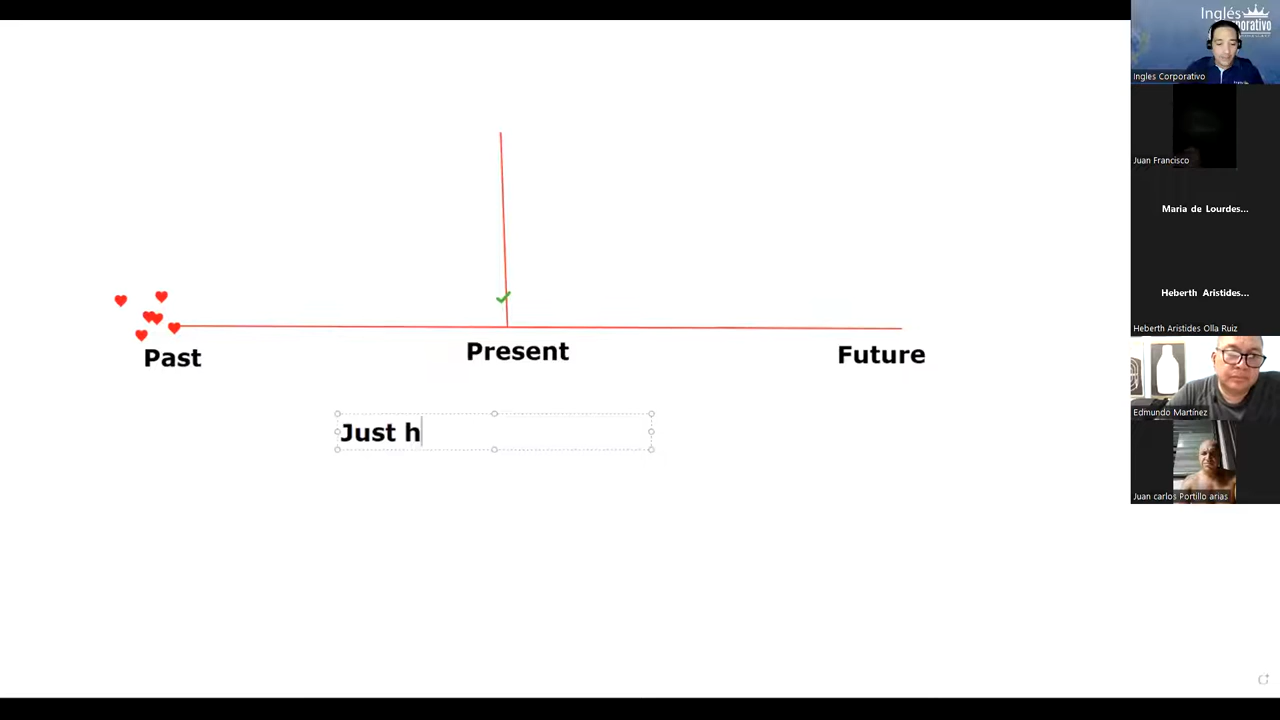 Inglés
orativo
Ingles Corporativo
Juan Francisco
Maria de Lourdes...
Heberth Aristides...
Heberth Aristides Olla Ruiz
Edmundo Martínez
Juan carlos Portillo arias
Past
Present
Future
Just h